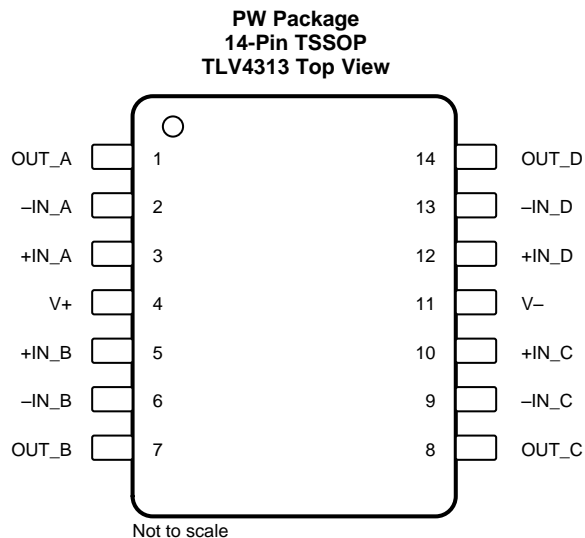 PW Package
14-Pin TSSOP
TLV4313 Top View
OUT_A 1 14 OUT_D
–IN_A 2 13 –IN_D
+IN_A 3 12 +IN_D
V+ 4 11 V–
+IN_B 5 10 +IN_C
–IN_B 6 9 –IN_C
OUT_B 7 8 OUT_C
Not to scale